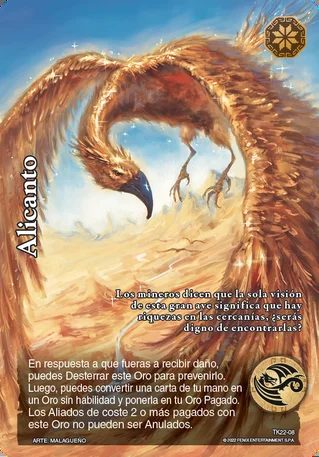 Alicanto
Los mineros dicen que la sola visión
de esta gran ave significa que hay
riquezas en las cercanías, ¿serás
digno de encontrarlas?
En respuesta a que fueras a recibir daño,
puedes Desterrar este Oro para prevenirlo.
Luego, puedes convertir una carta de tu mano en
un Oro sin habilidad y ponerla en tu Oro Pagado.
Los Aliados de coste 2 o más pagados con
este Oro no pueden ser Anulados.
TK22-08
ARTE: MALAGUEÑO
© 2022 FENIX ENTERTAINMENT S.P.A.